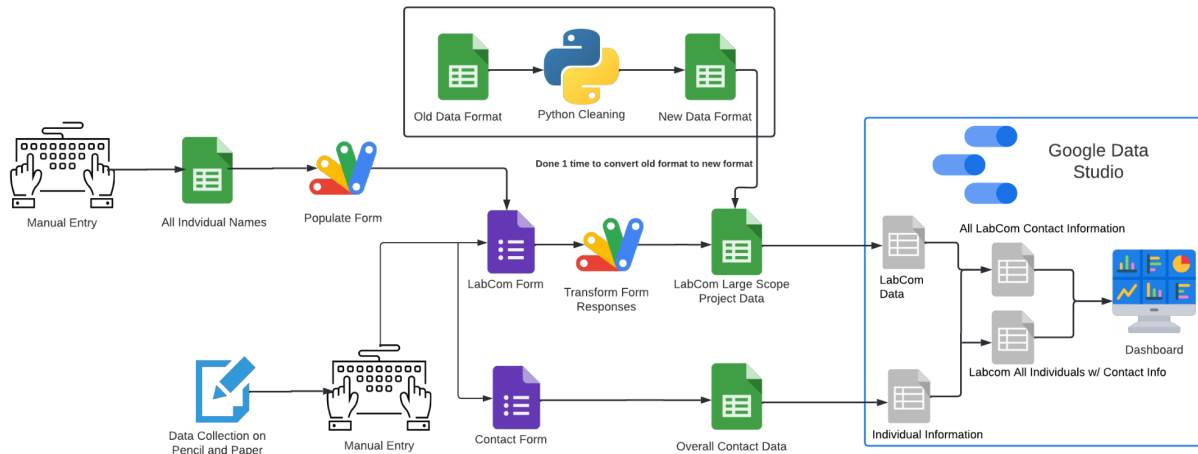 Old Data Format
Python Cleaning
New Data Format
Done 1 time to convert old format to new format
Google Data
Studio
Manual Entry
All Indvidual Names
Populate Form
LabCom Form
Transform Form
Responses
LabCom Large Scope
Project Data
All LabCom Contact Information
LabCom
Data
Labcom All Individuals w/ Contact Info
Dashboard
Data Collection on
Pencil and Paper
Manual Entry
Contact Form
Overall Contact Data
Individual Information